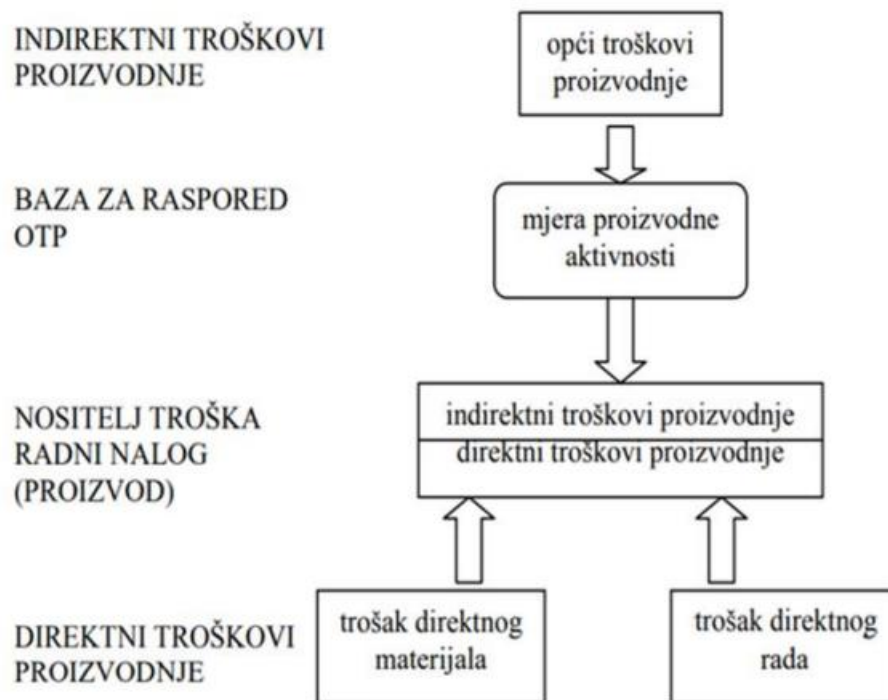 INDIREKTNI TROŠKOVI
PROIZVODNJE
opći troškovi
proizvodnje
BAZA ZA RASPORED
OTP
mjera proizvodne
aktivnosti
NOSITELJ TROŠKA
RADNI NALOG
(PROIZVOD)
indirektni troškovi proizvodnje
direktni troškovi proizvodnje
DIREKTNI TROŠKOVI
PROIZVODNJE
trošak direktnog
materijala
trošak direktnog
rada